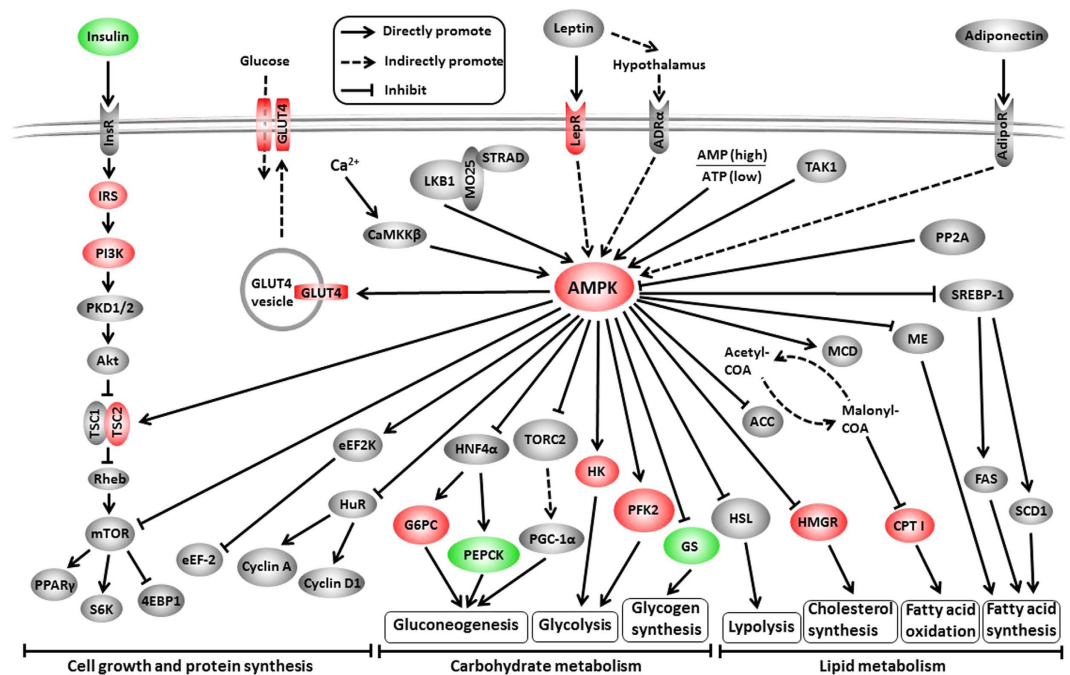 Insulin
Leptin
Adiponectin
Directly promote
Indirectly promote
Inhibit
Glucose
Hypothalamus
InsR
GLUT4
LepR
ADRα
AdipoR
Ca²⁺
LKB1
MO25
STRAD
AMP (high)
ATP (low)
TAK1
IRS
CaMKKβ
PP2A
PI3K
GLUT4
vesicle
GLUT4
AMPK
SREBP-1
PKD1/2
ME
MCD
Akt
Acetyl-
COA
Malonyl-
COA
TSC1
TSC2
ACC
eEF2K
HNF4α
TORC2
HK
Rheb
FAS
HuR
G6PC
PFK2
HSL
HMGR
CPT I
SCD1
mTOR
PEPCK
PGC-1α
GS
eEF-2
Cyclin A
Cyclin D1
PPARγ
S6K
4EBP1
Gluconeogenesis
Glycolysis
Glycogen
synthesis
Lypolysis
Cholesterol
synthesis
Fatty acid
oxidation
Fatty acid
synthesis
Cell growth and protein synthesis
Carbohydrate metabolism
Lipid metabolism